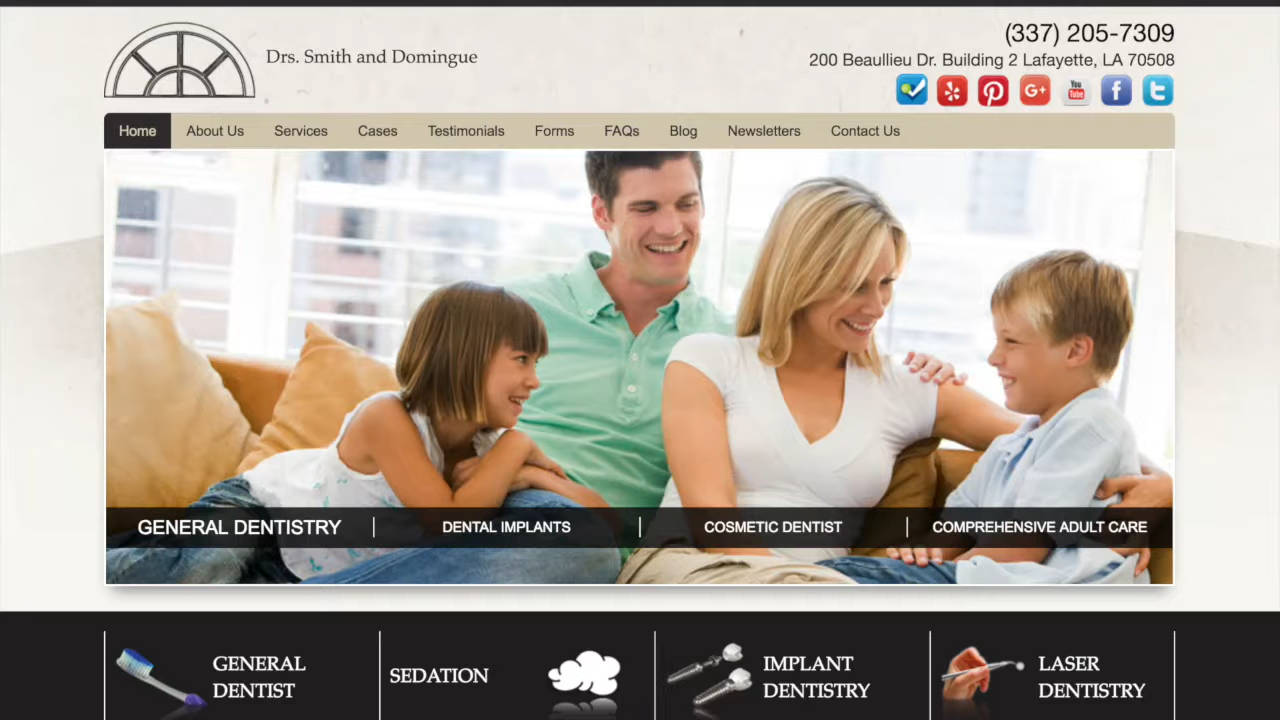 Drs. Smith and Domingue
(337) 205-7309
200 Beaullieu Dr. Building 2 Lafayette, LA 70508
G+
You
Tube
f
t
Home About Us Services Cases Testimonials Forms FAQs Blog Newsletters Contact Us
GENERAL DENTISTRY | DENTAL IMPLANTS | COSMETIC DENTIST | COMPREHENSIVE ADULT CARE
GENERAL
DENTIST
SEDATION
IMPLANT
DENTISTRY
LASER
DENTISTRY